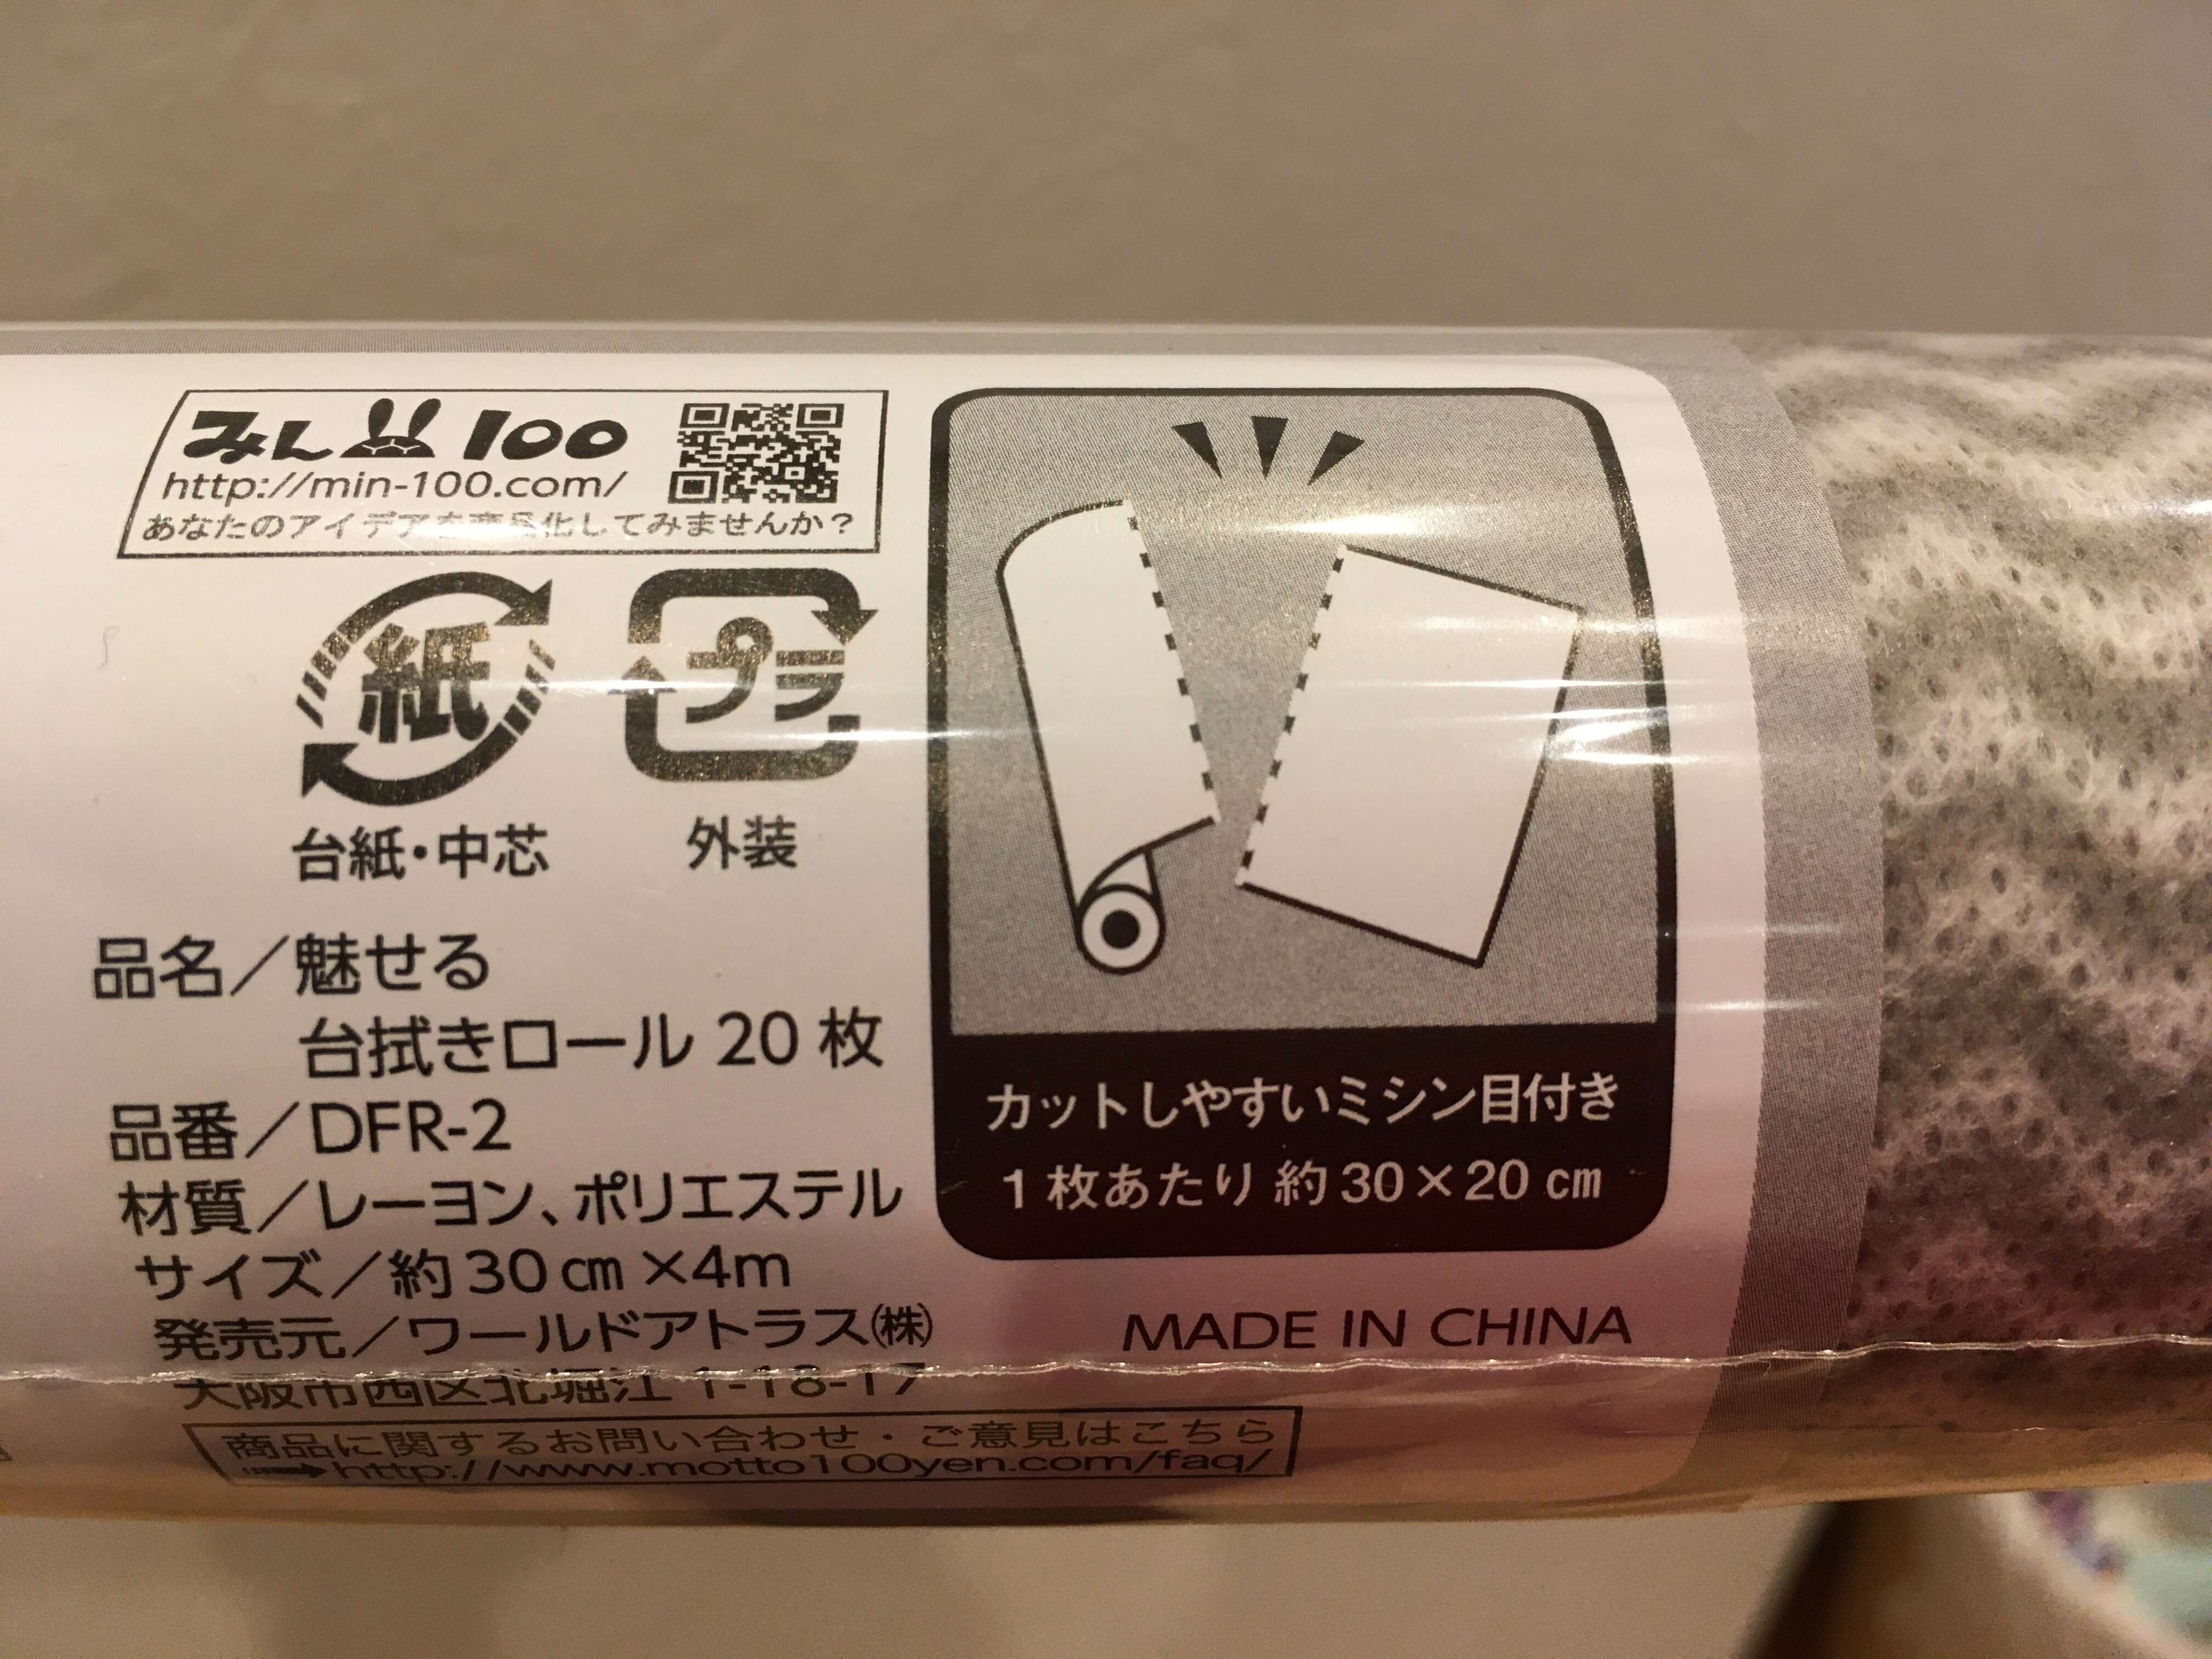 みん100
http://min-100.com/
あなたのアイデアを商品化してみませんか?
紙
プラ
台紙・中芯
外装
品名／魅せる
台拭きロール 20 枚
品番／DFR-2
材質／レーヨン、ポリエステル
サイズ／約30㎝×4m
発売元／ワールドアトラス㈱
大阪市西区北堀江 1-18-17
商品に関するお問い合わせ・ご意見はこちら
http://www.motto100yen.com/faq/
カットしやすいミシン目付き
1 枚あたり 約30×20 ㎝
MADE IN CHINA